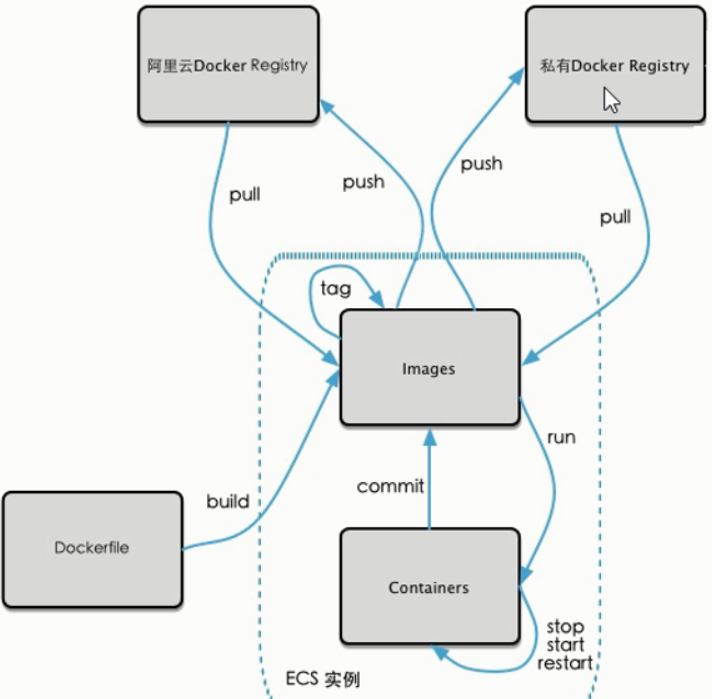 阿里云Docker Registry
私有Docker Registry
pull
push
push
pull
tag
Images
run
commit
build
Dockerfile
Containers
stop
start
restart
ECS 实例